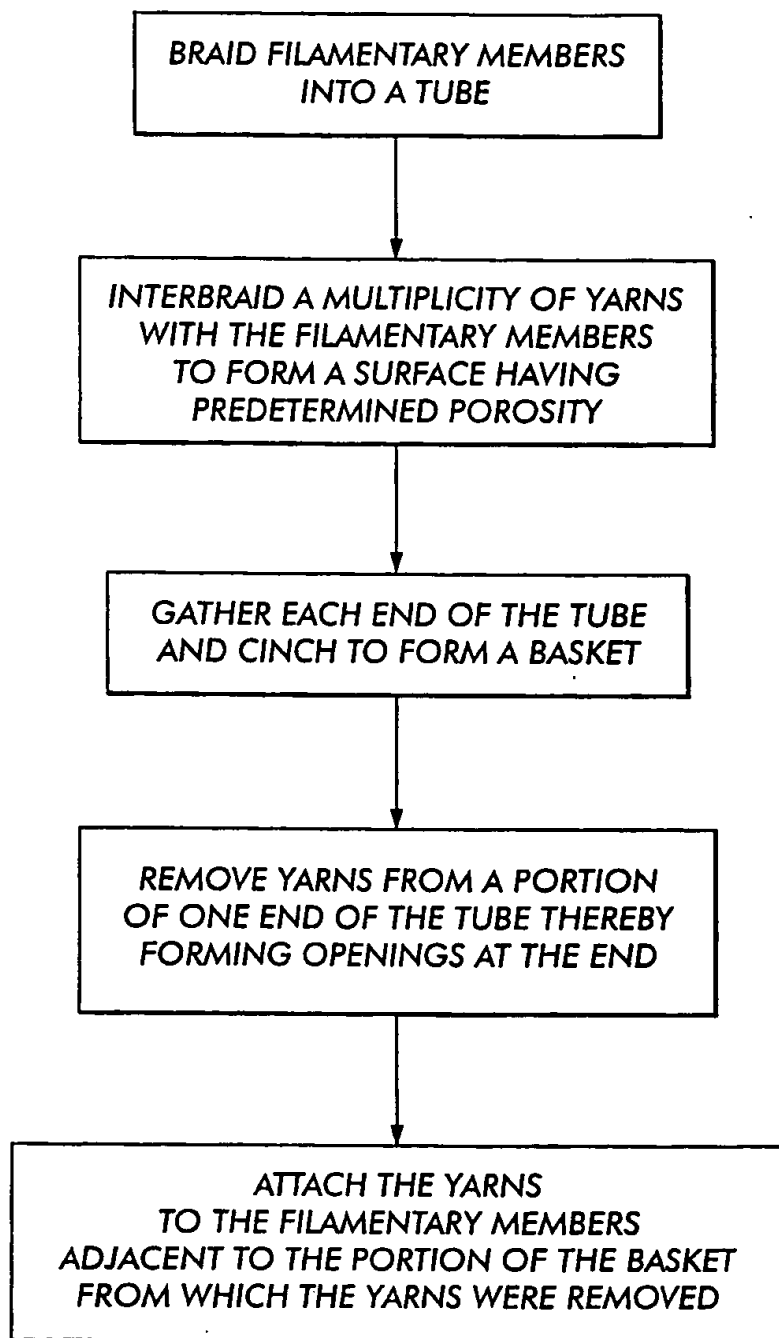 BRAID FILAMENTARY MEMBERS
INTO A TUBE
INTERBRAID A MULTIPLICITY OF YARNS
WITH THE FILAMENTARY MEMBERS
TO FORM A SURFACE HAVING
PREDETERMINED POROSITY
GATHER EACH END OF THE TUBE
AND CINCH TO FORM A BASKET
REMOVE YARNS FROM A PORTION
OF ONE END OF THE TUBE THEREBY
FORMING OPENINGS AT THE END
ATTACH THE YARNS
TO THE FILAMENTARY MEMBERS
ADJACENT TO THE PORTION OF THE BASKET
FROM WHICH THE YARNS WERE REMOVED